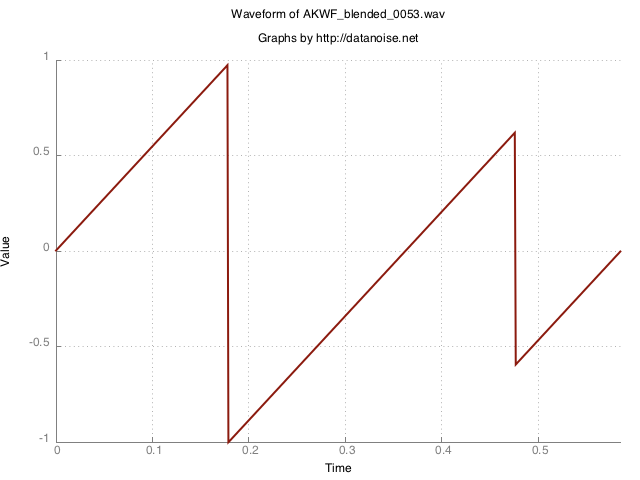 Waveform of AKWF_blended_0053.wav
Graphs by http://datanoise.net
1
0.5
0
-0.5
-1
Value
0 0.1 0.2 0.3 0.4 0.5
Time